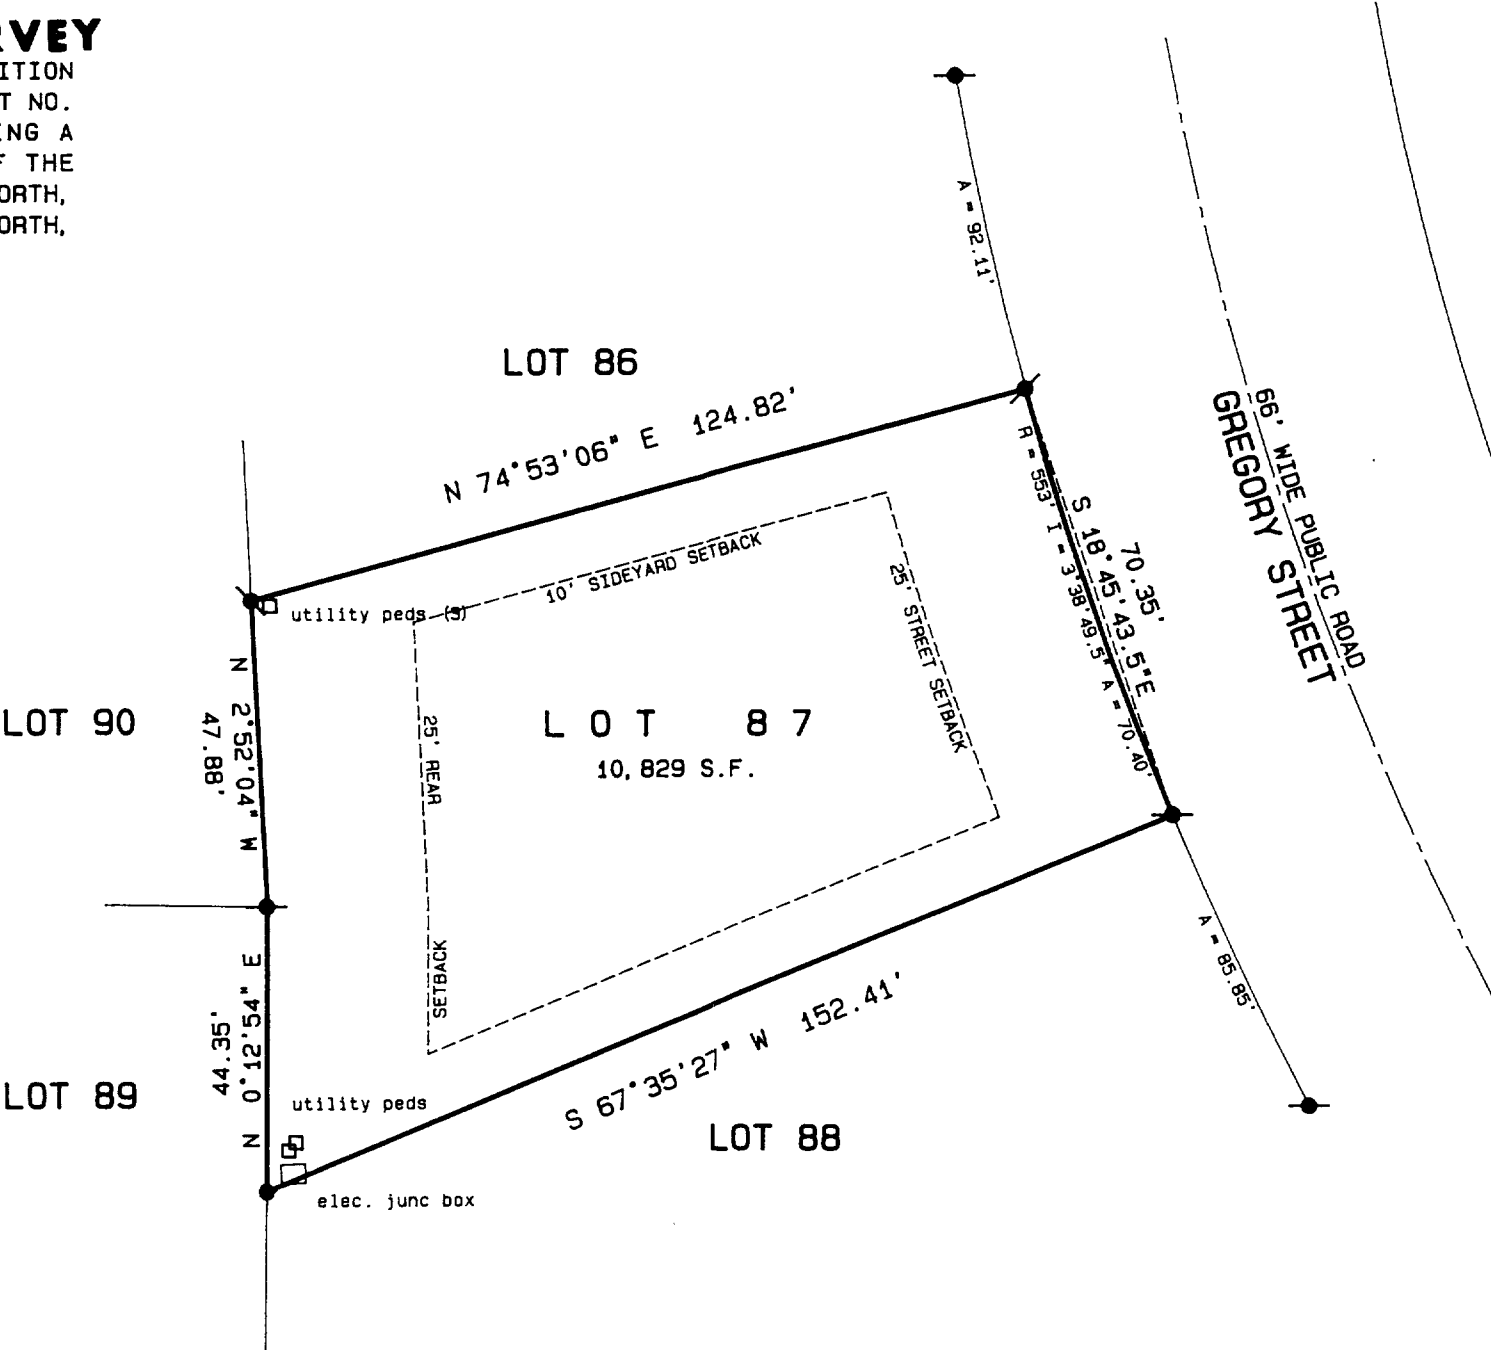 RVEY
ITION
T NO.
ING A
F THE
ORTH,
ORTH,
A = 92.11'
LOT 86
N 74°53'06" E 124.82'
66' WIDE PUBLIC ROAD
GREGORY STREET
R = 553' I = 3°38'49.5" A = 70.40'
S 18°45'43.5"E
70.35'
10' SIDEYARD SETBACK
utility peds (3)
25' STREET SETBACK
N 2°52'04" W
47.88'
LOT 90
25' REAR
SETBACK
LOT 87
10,829 S.F.
A = 85.85'
N 0°12'54" E
44.35'
S 67°35'27" W 152.41'
LOT 89
utility peds
LOT 88
elec. junc box